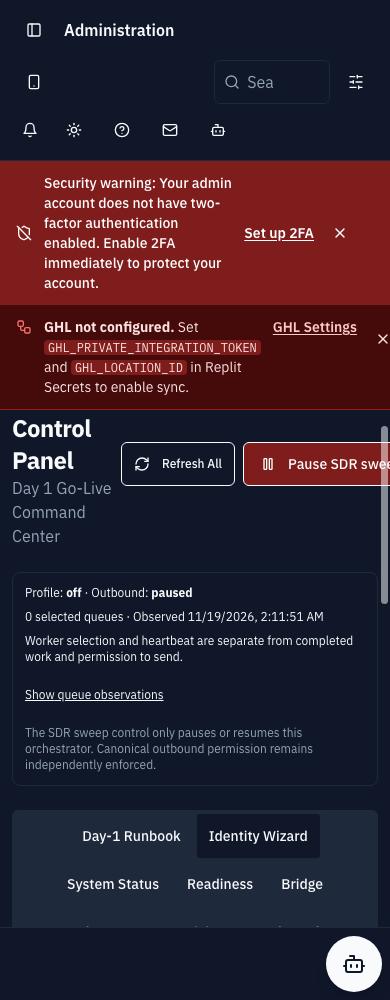 Administration
Sea
Security warning: Your admin
account does not have two-
factor authentication
enabled. Enable 2FA
immediately to protect your
account.
Set up 2FA
GHL not configured. Set
GHL_PRIVATE_INTEGRATION_TOKEN
and GHL_LOCATION_ID in Replit
Secrets to enable sync.
GHL Settings
Control
Panel
Day 1 Go-Live
Command
Center
Refresh All
Pause SDR swee
Profile: off · Outbound: paused
0 selected queues · Observed 11/19/2026, 2:11:51 AM
Worker selection and heartbeat are separate from completed
work and permission to send.
Show queue observations
The SDR sweep control only pauses or resumes this
orchestrator. Canonical outbound permission remains
independently enforced.
Day-1 Runbook
Identity Wizard
System Status
Readiness
Bridge